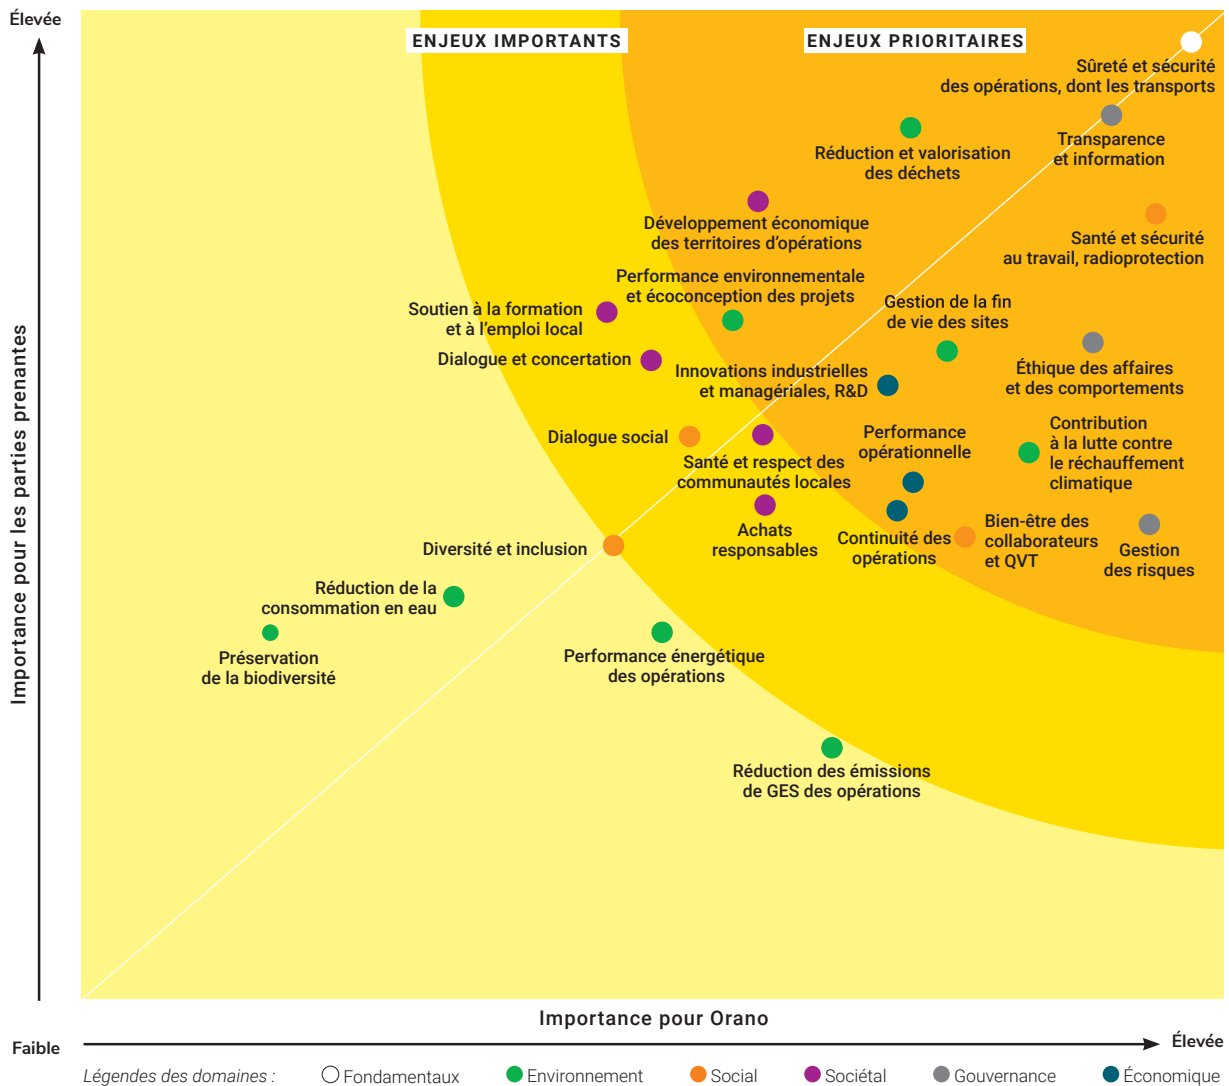 Élevée
ENJEUX IMPORTANTS
ENJEUX PRIORITAIRES
Sûreté et sécurité
des opérations, dont les transports
Transparence
et information
Réduction et valorisation
des déchets
Développement économique
des territoires d'opérations
Santé et sécurité
au travail, radioprotection
Performance environnementale
et écoconception des projets
Soutien à la formation
et à l'emploi local
Gestion de la fin
de vie des sites
Dialogue et concertation
Innovations industrielles
et managériales, R&D
Éthique des affaires
et des comportements
Dialogue social
Performance
opérationnelle
Contribution
à la lutte contre
le réchauffement
climatique
Santé et respect des
communautés locales
Achats
responsables
Continuité des
opérations
Bien-être des
collaborateurs
et QVT
Gestion
des risques
Diversité et inclusion
Réduction de la
consommation en eau
Préservation
de la biodiversité
Performance énergétique
des opérations
Réduction des émissions
de GES des opérations
Importance pour les parties prenantes
Importance pour Orano
Faible
Élevée
Légendes des domaines :
Fondamentaux
Environnement
Social
Sociétal
Gouvernance
Économique